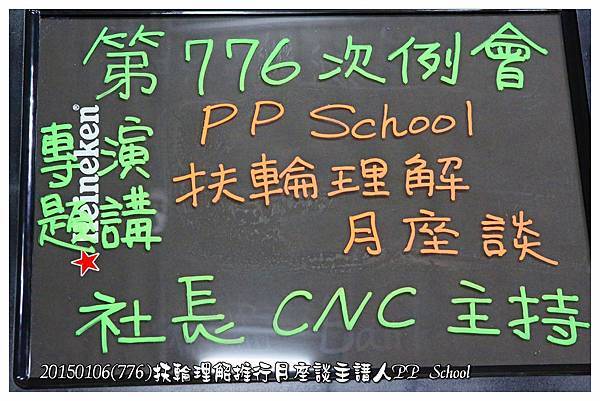 第776次例會
Heineken®
專題演講
PP School
扶輪理解
月座談
社長 CNC 主持
20150106(776)扶輪理解推行月座談主講人PP School